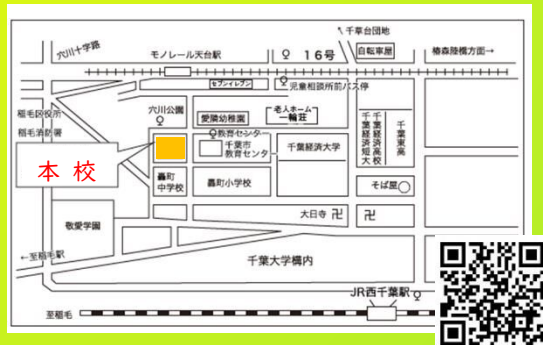 千草台団地
穴川十字路
モノレール天台駅
16号
自転車屋
椿森陸橋方面→
セブンイレブン
児童相談所前バス停
稲毛区役所
稲毛消防署
穴川公園
愛隣幼稚園
老人ホーム
一輪荘
教育センター
千葉市
教育センター
千葉経済大学
千葉経済高校
千葉経済短大
千葉東高
本校
轟町
中学校
轟町小学校
そば屋
大日寺 卍
卍
敬愛学園
←至稲毛駅
千葉大学構内
JR西千葉駅
至稲毛